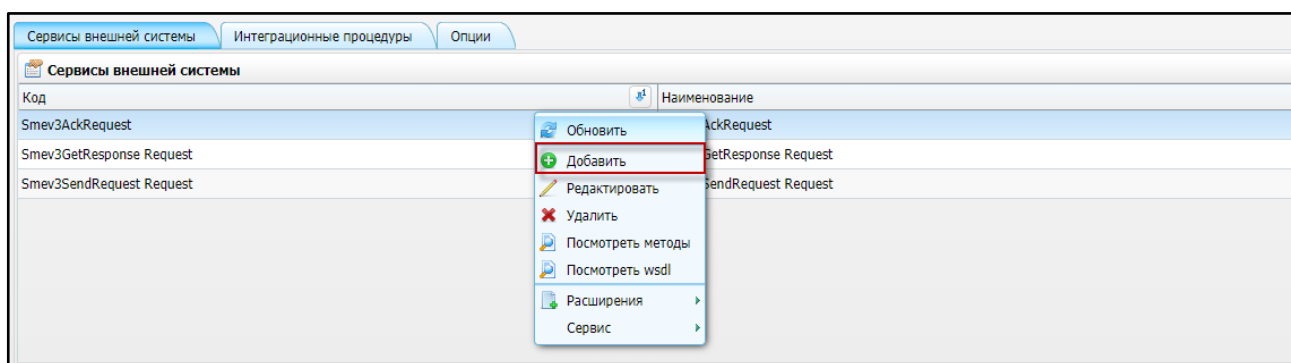 Сервисы внешней системы Интеграционные процедуры Опции
Сервисы внешней системы
Код Наименование
Smev3AckRequest AckRequest
Smev3GetResponse Request GetResponse Request
Smev3SendRequest Request SendRequest Request
Обновить
Добавить
Редактировать
Удалить
Посмотреть методы
Посмотреть wsdl
Расширения
Сервис